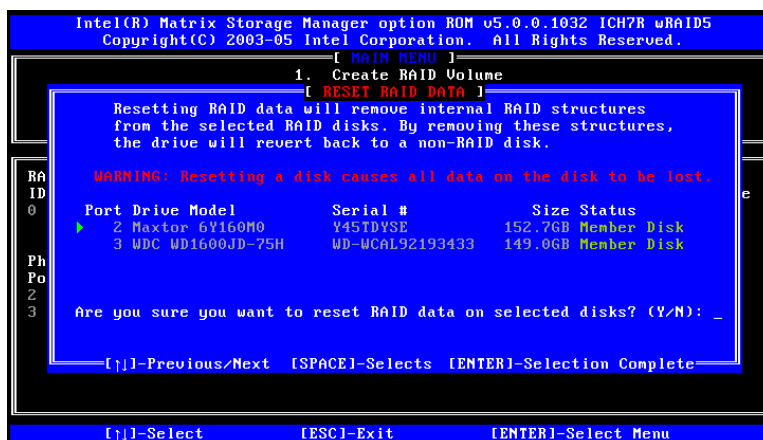 Intel(R) Matrix Storage Manager option ROM v5.0.0.1032 ICH7R wRAID5
Copyright(C) 2003-05 Intel Corporation. All Rights Reserved.
[ MAIN MENU ]
1. Create RAID Volume
[ RESET RAID DATA ]
Resetting RAID data will remove internal RAID structures
from the selected RAID disks. By removing these structures,
the drive will revert back to a non-RAID disk.
RA WARNING: Resetting a disk causes all data on the disk to be lost.
ID e
0 Port Drive Model Serial # Size Status
2 Maxtor 6Y160M0 Y45TDYSE 152.7GB Member Disk
3 WDC WD1600JD-75H WD-WCAL92193433 149.0GB Member Disk
Ph
Po
2
3 Are you sure you want to reset RAID data on selected disks? (Y/N): _
[↑↓]-Previous/Next [SPACE]-Selects [ENTER]-Selection Complete
[↑↓]-Select [ESC]-Exit [ENTER]-Select Menu